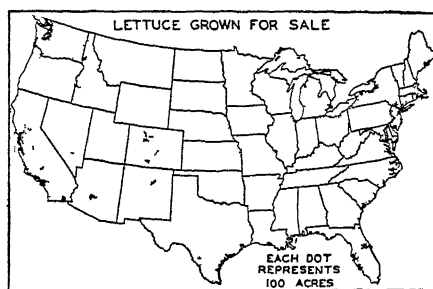 LETTUCE GROWN FOR SALE
EACH DOT
REPRESENTS
100 ACRES